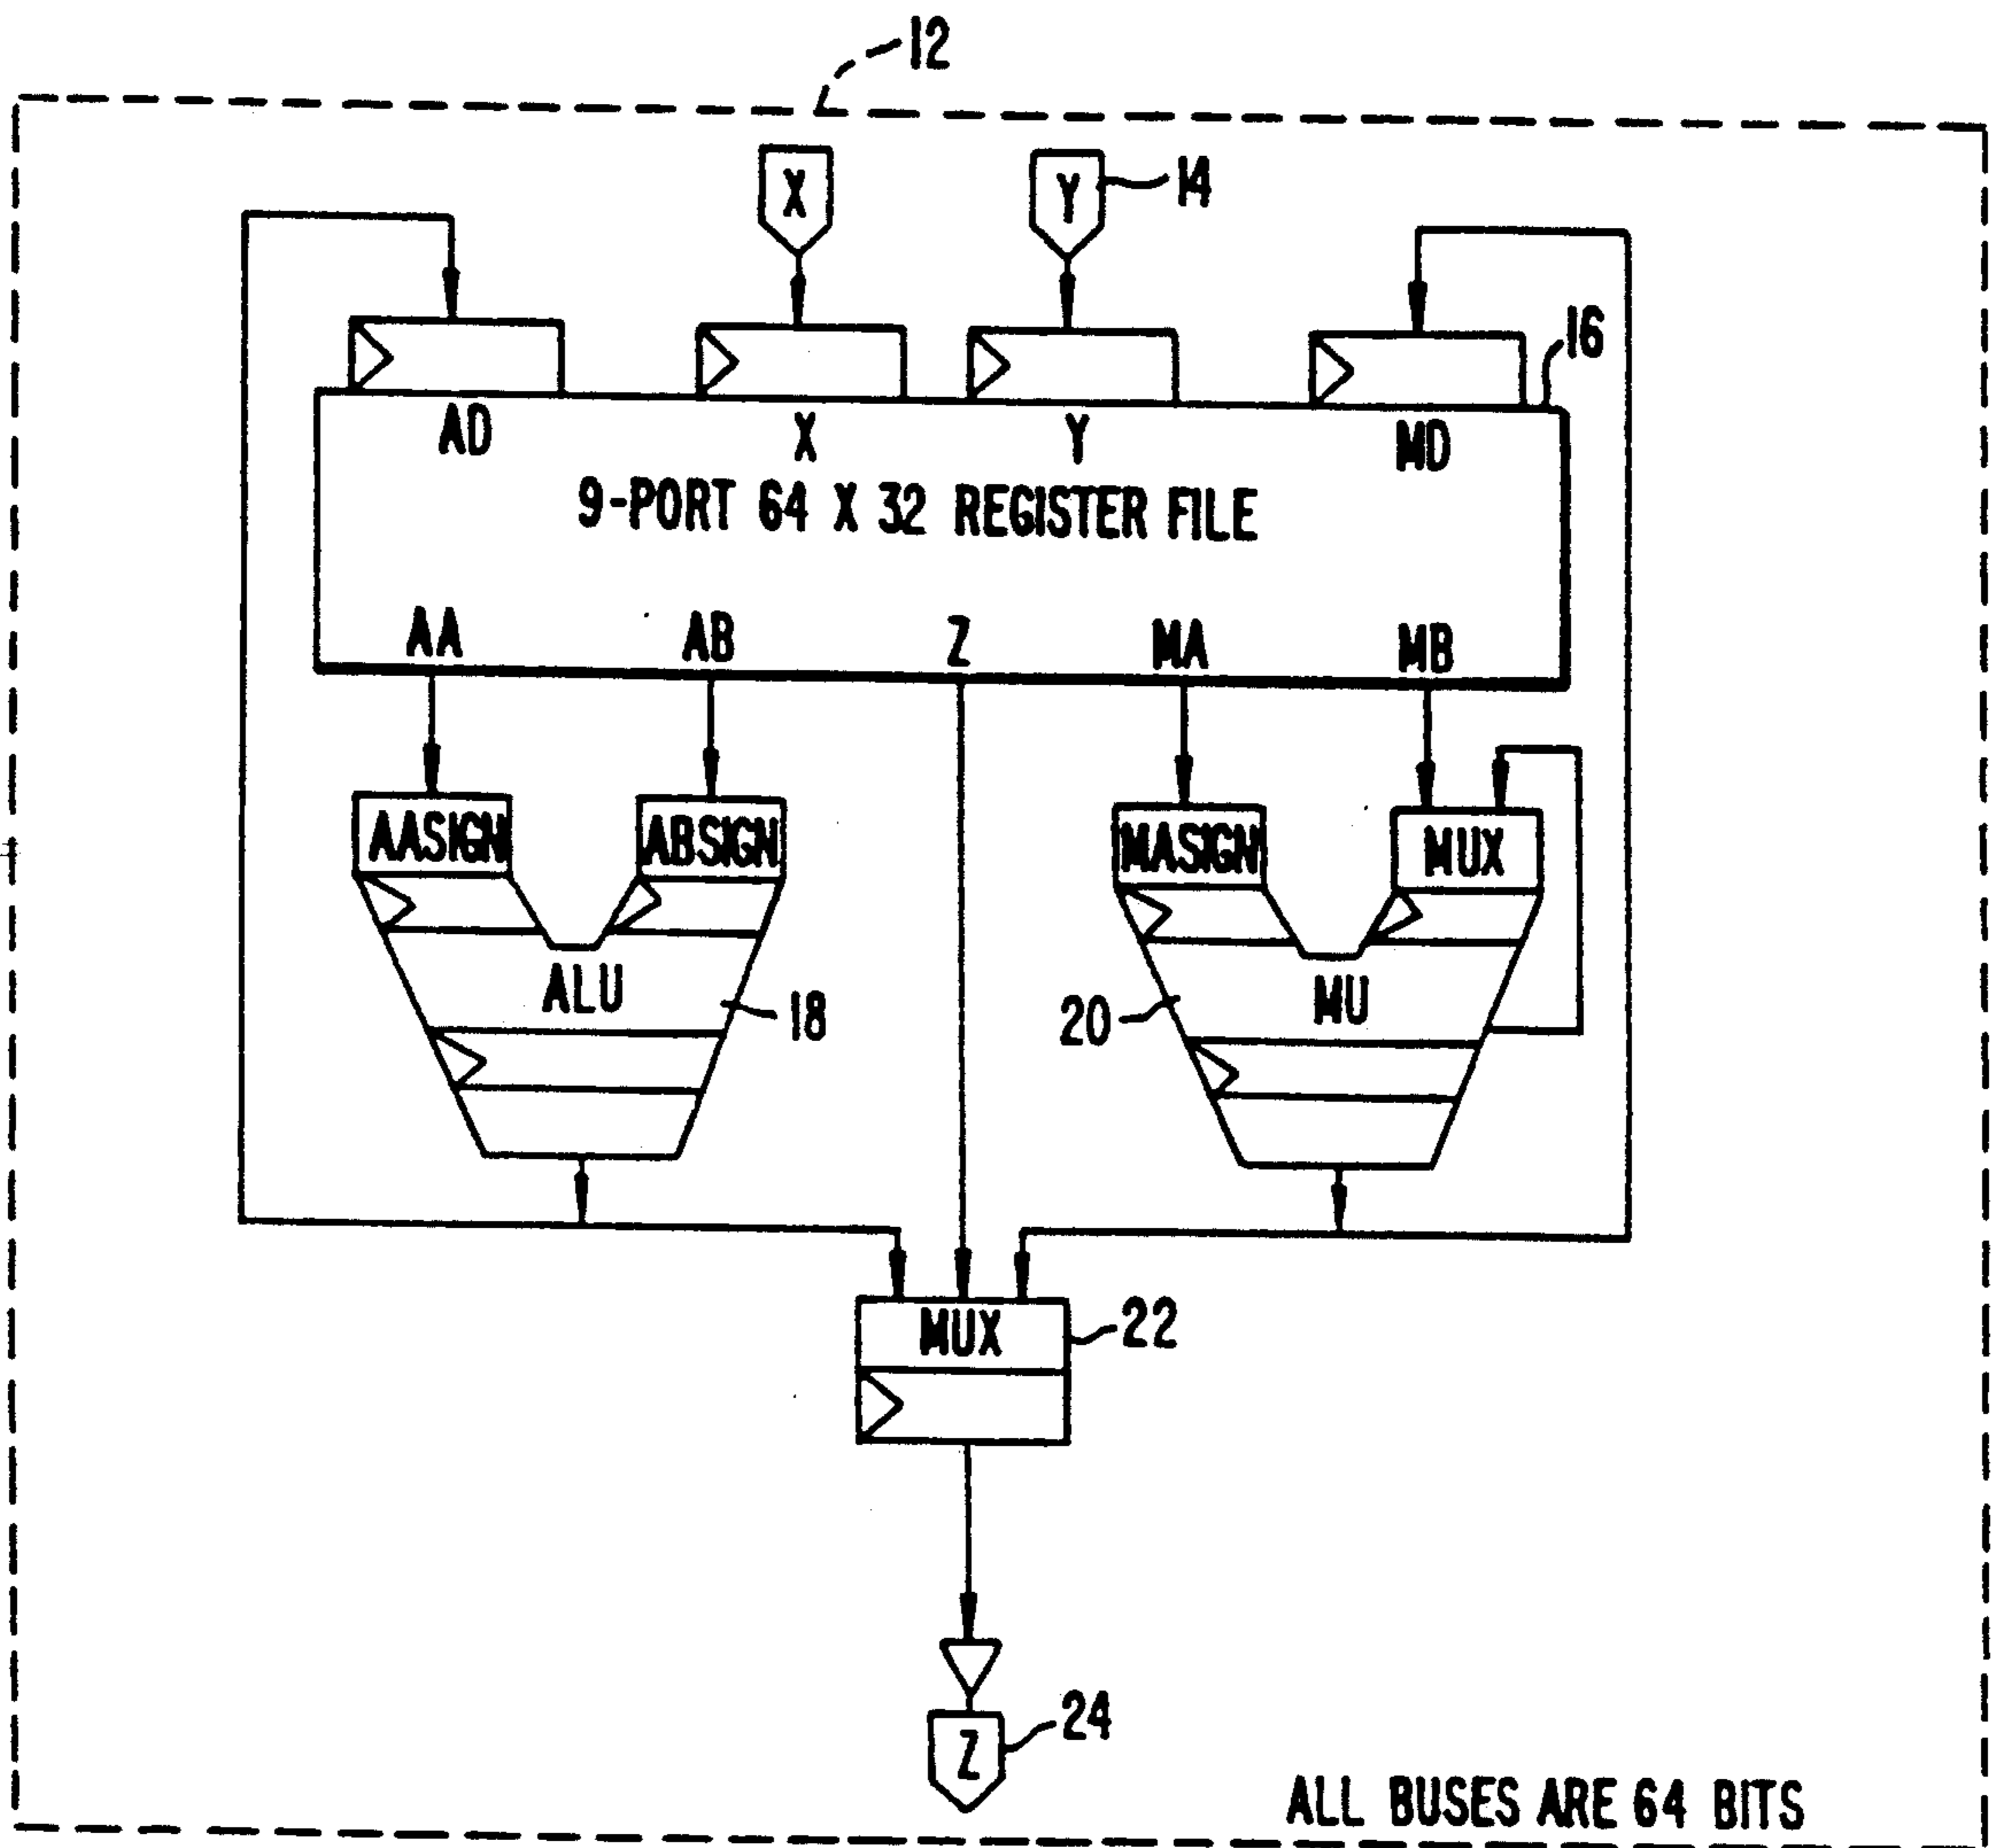 12
X
Y
14
16
AD
X
Y
MD
9-PORT 64 X 32 REGISTER FILE
AA
AB
Z
MA
MB
AASIGN
ABSIGN
MASIGN
MUX
ALU
18
20
MU
MUX
22
Z
24
ALL BUSES ARE 64 BITS